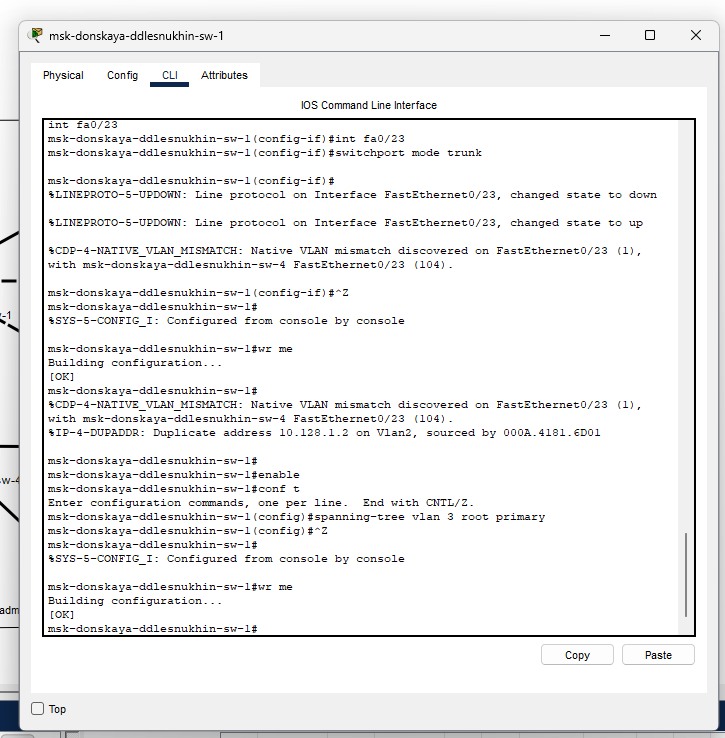 msk-donskaya-ddlesnukhin-sw-1
Physical Config CLI Attributes
IOS Command Line Interface
int fa0/23
msk-donskaya-ddlesnukhin-sw-1(config-if)#int fa0/23
msk-donskaya-ddlesnukhin-sw-1(config-if)#switchport mode trunk
msk-donskaya-ddlesnukhin-sw-1(config-if)#
%LINEPROTO-5-UPDOWN: Line protocol on Interface FastEthernet0/23, changed state to down
%LINEPROTO-5-UPDOWN: Line protocol on Interface FastEthernet0/23, changed state to up
%CDP-4-NATIVE_VLAN_MISMATCH: Native VLAN mismatch discovered on FastEthernet0/23 (1),
with msk-donskaya-ddlesnukhin-sw-4 FastEthernet0/23 (104).
msk-donskaya-ddlesnukhin-sw-1(config-if)#^Z
msk-donskaya-ddlesnukhin-sw-1#
%SYS-5-CONFIG_I: Configured from console by console
msk-donskaya-ddlesnukhin-sw-1#wr me
Building configuration...
[OK]
msk-donskaya-ddlesnukhin-sw-1#
%CDP-4-NATIVE_VLAN_MISMATCH: Native VLAN mismatch discovered on FastEthernet0/23 (1),
with msk-donskaya-ddlesnukhin-sw-4 FastEthernet0/23 (104).
%IP-4-DUPADDR: Duplicate address 10.128.1.2 on Vlan2, sourced by 000A.4181.6D01
msk-donskaya-ddlesnukhin-sw-1#
msk-donskaya-ddlesnukhin-sw-1#enable
msk-donskaya-ddlesnukhin-sw-1#conf t
Enter configuration commands, one per line. End with CNTL/Z.
msk-donskaya-ddlesnukhin-sw-1(config)#spanning-tree vlan 3 root primary
msk-donskaya-ddlesnukhin-sw-1(config)#^Z
msk-donskaya-ddlesnukhin-sw-1#
%SYS-5-CONFIG_I: Configured from console by console
msk-donskaya-ddlesnukhin-sw-1#wr me
Building configuration...
[OK]
msk-donskaya-ddlesnukhin-sw-1#
Copy Paste
Top
-1
w-4
adm